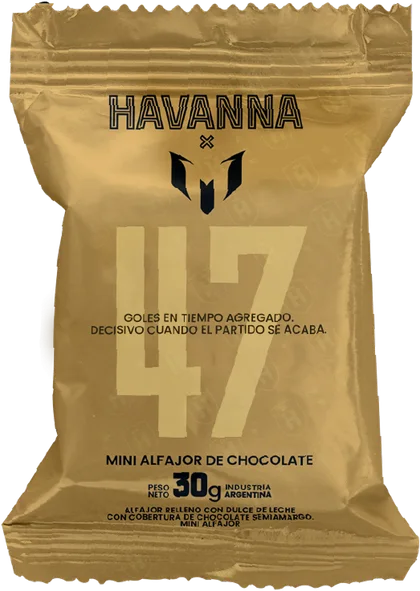 HAVANNA
×
47
GOLES EN TIEMPO AGREGADO.
DECISIVO CUANDO EL PARTIDO SE ACABA.
MINI ALFAJOR DE CHOCOLATE
PESO NETO 30g INDUSTRIA ARGENTINA
ALFAJOR RELLENO CON DULCE DE LECHE
CON COBERTURA DE CHOCOLATE SEMIAMARGO.
MINI ALFAJOR